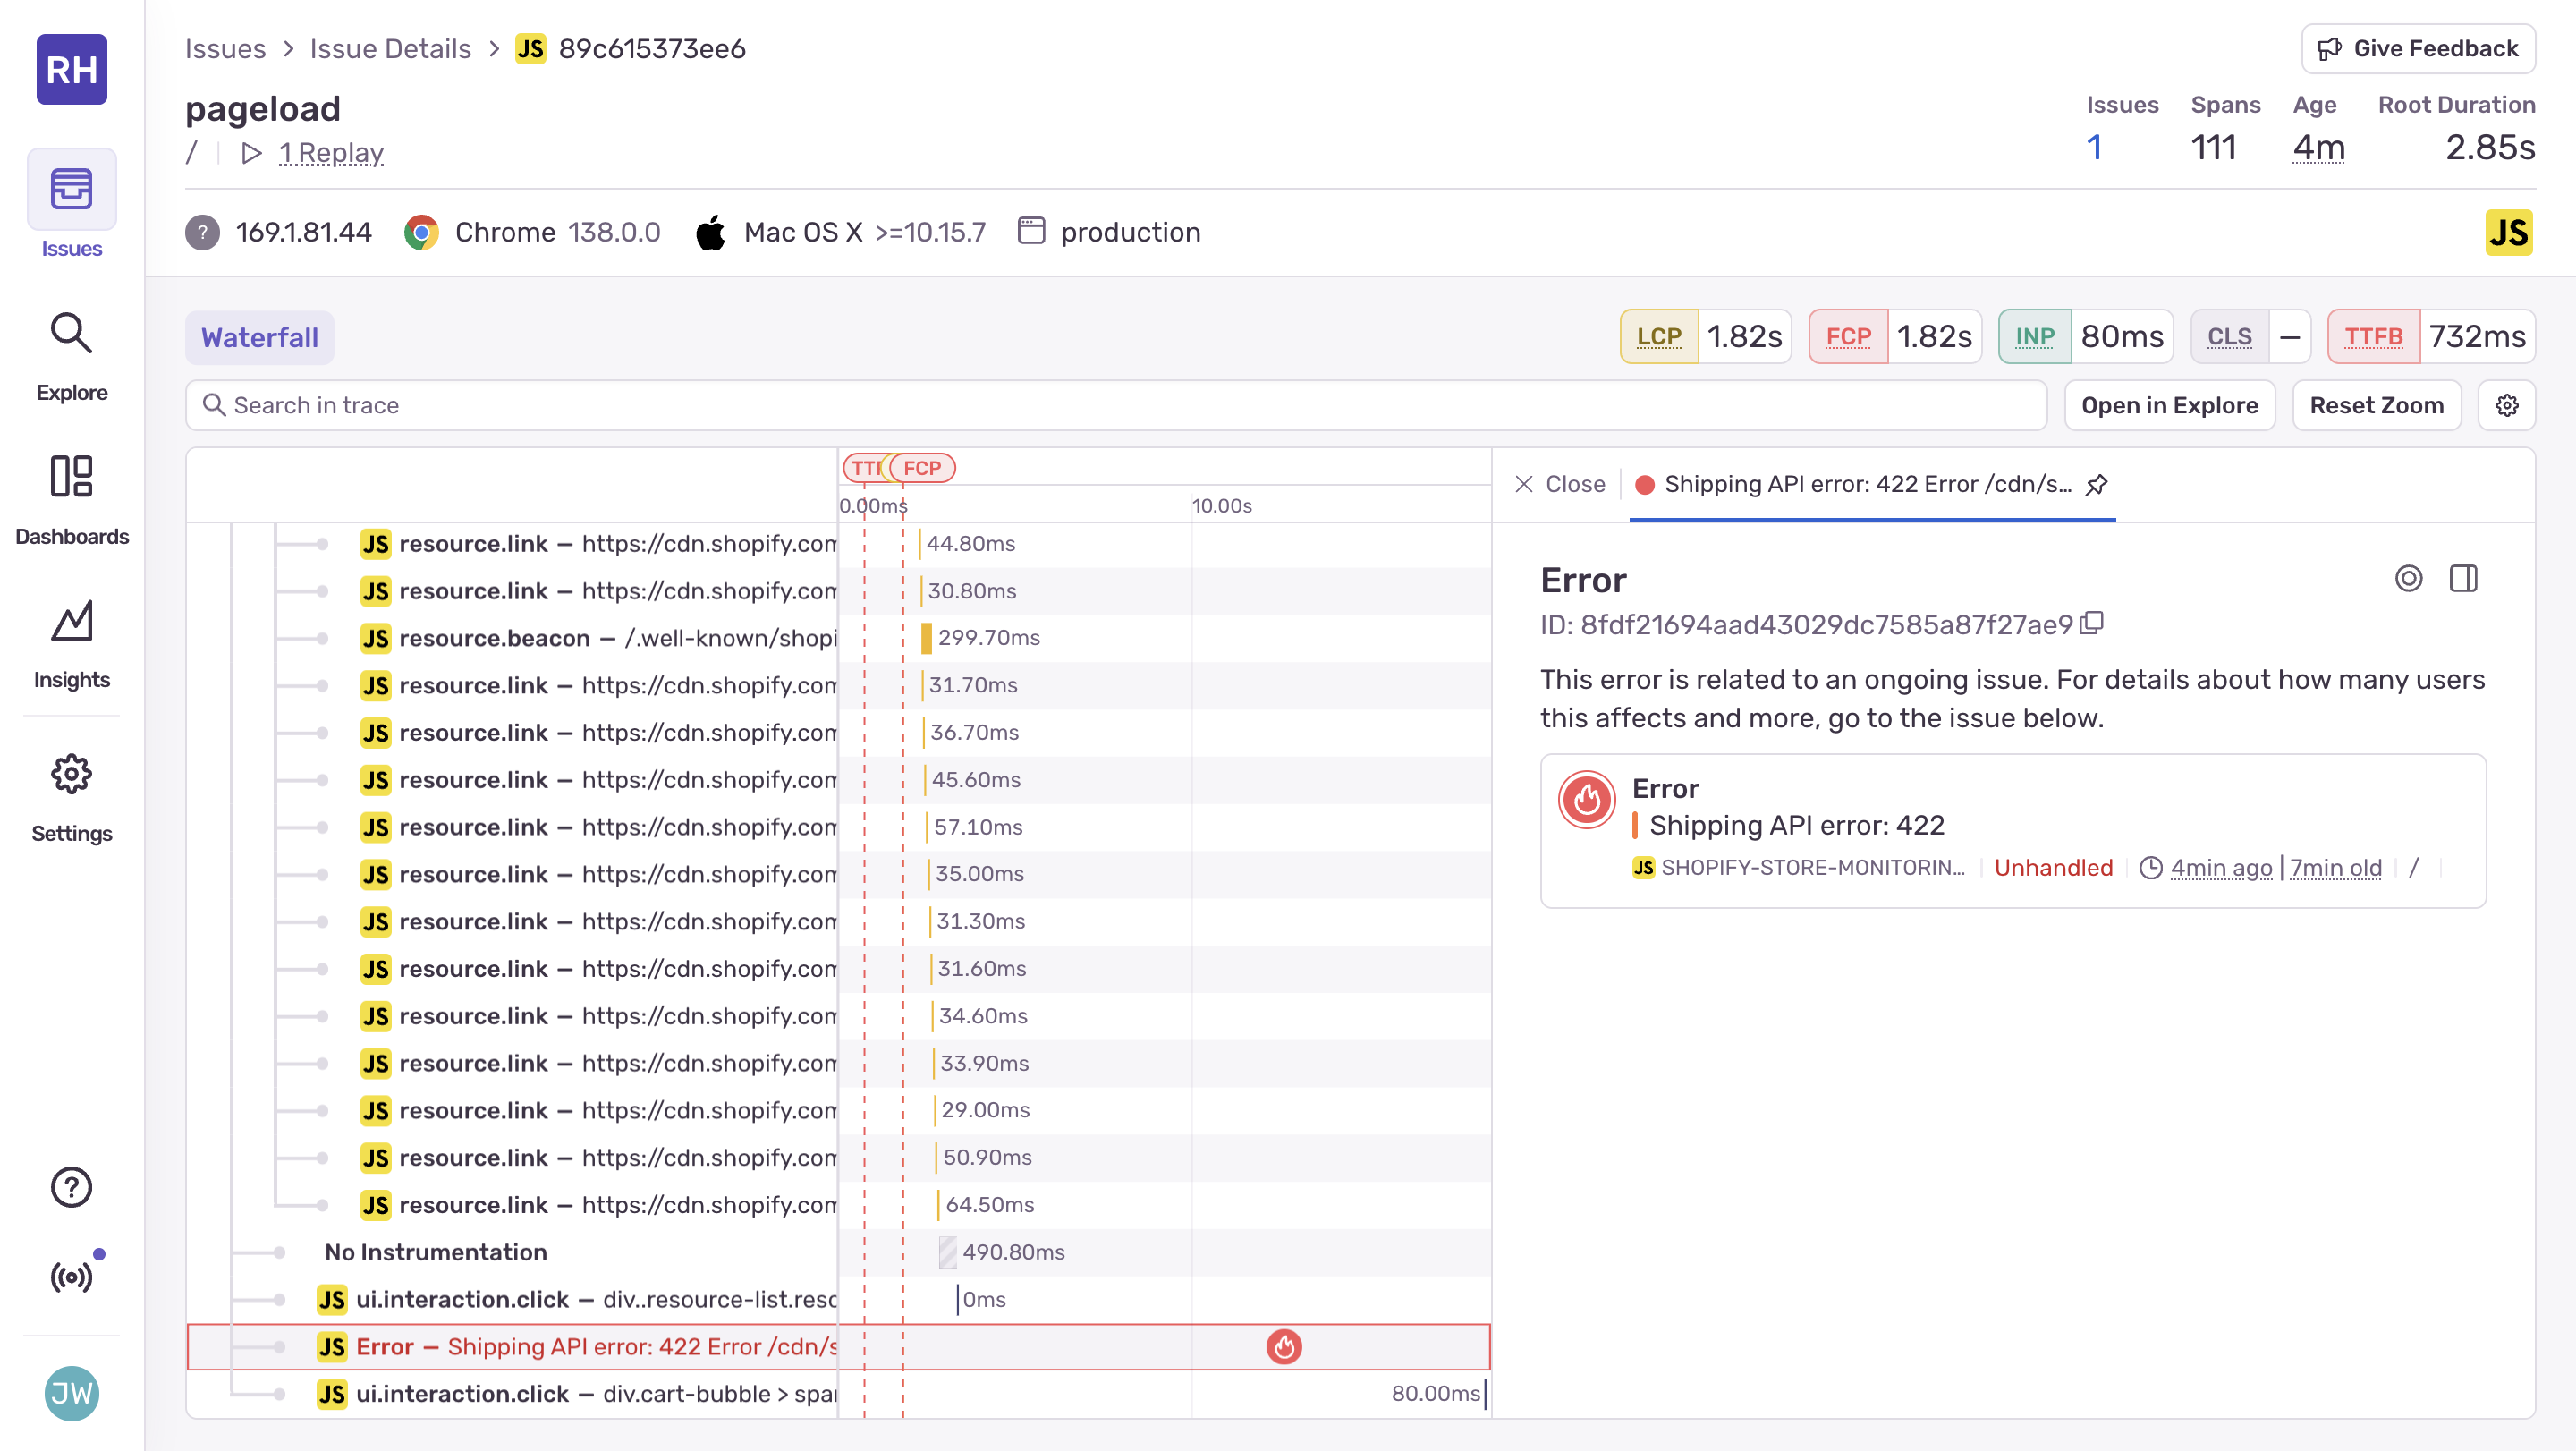 RH
Issues
Explore
Dashboards
Insights
Settings
?
JW
Issues > Issue Details > JS 89c615373ee6
Give Feedback
pageload
/ 1 Replay
Issues Spans Age Root Duration
1 111 4m 2.85s
? 169.1.81.44 Chrome 138.0.0 Mac OS X >=10.15.7 production JS
Waterfall
LCP 1.82s FCP 1.82s INP 80ms CLS — TTFB 732ms
Search in trace
Open in Explore Reset Zoom
FCP
0.00ms 10.00s
JS resource.link — https://cdn.shopify.com 44.80ms
JS resource.link — https://cdn.shopify.com 30.80ms
JS resource.beacon — /.well-known/shopi 299.70ms
JS resource.link — https://cdn.shopify.com 31.70ms
JS resource.link — https://cdn.shopify.com 36.70ms
JS resource.link — https://cdn.shopify.com 45.60ms
JS resource.link — https://cdn.shopify.com 57.10ms
JS resource.link — https://cdn.shopify.com 35.00ms
JS resource.link — https://cdn.shopify.com 31.30ms
JS resource.link — https://cdn.shopify.com 31.60ms
JS resource.link — https://cdn.shopify.com 34.60ms
JS resource.link — https://cdn.shopify.com 33.90ms
JS resource.link — https://cdn.shopify.com 29.00ms
JS resource.link — https://cdn.shopify.com 50.90ms
JS resource.link — https://cdn.shopify.com 64.50ms
No Instrumentation 490.80ms
JS ui.interaction.click — div..resource-list.reso 0ms
JS Error — Shipping API error: 422 Error /cdn/s
JS ui.interaction.click — div.cart-bubble > spa 80.00ms
Close Shipping API error: 422 Error /cdn/s...
Error
ID: 8fdf21694aad43029dc7585a87f27ae9
This error is related to an ongoing issue. For details about how many users
this affects and more, go to the issue below.
Error
Shipping API error: 422
JS SHOPIFY-STORE-MONITORIN... Unhandled 4min ago | 7min old /